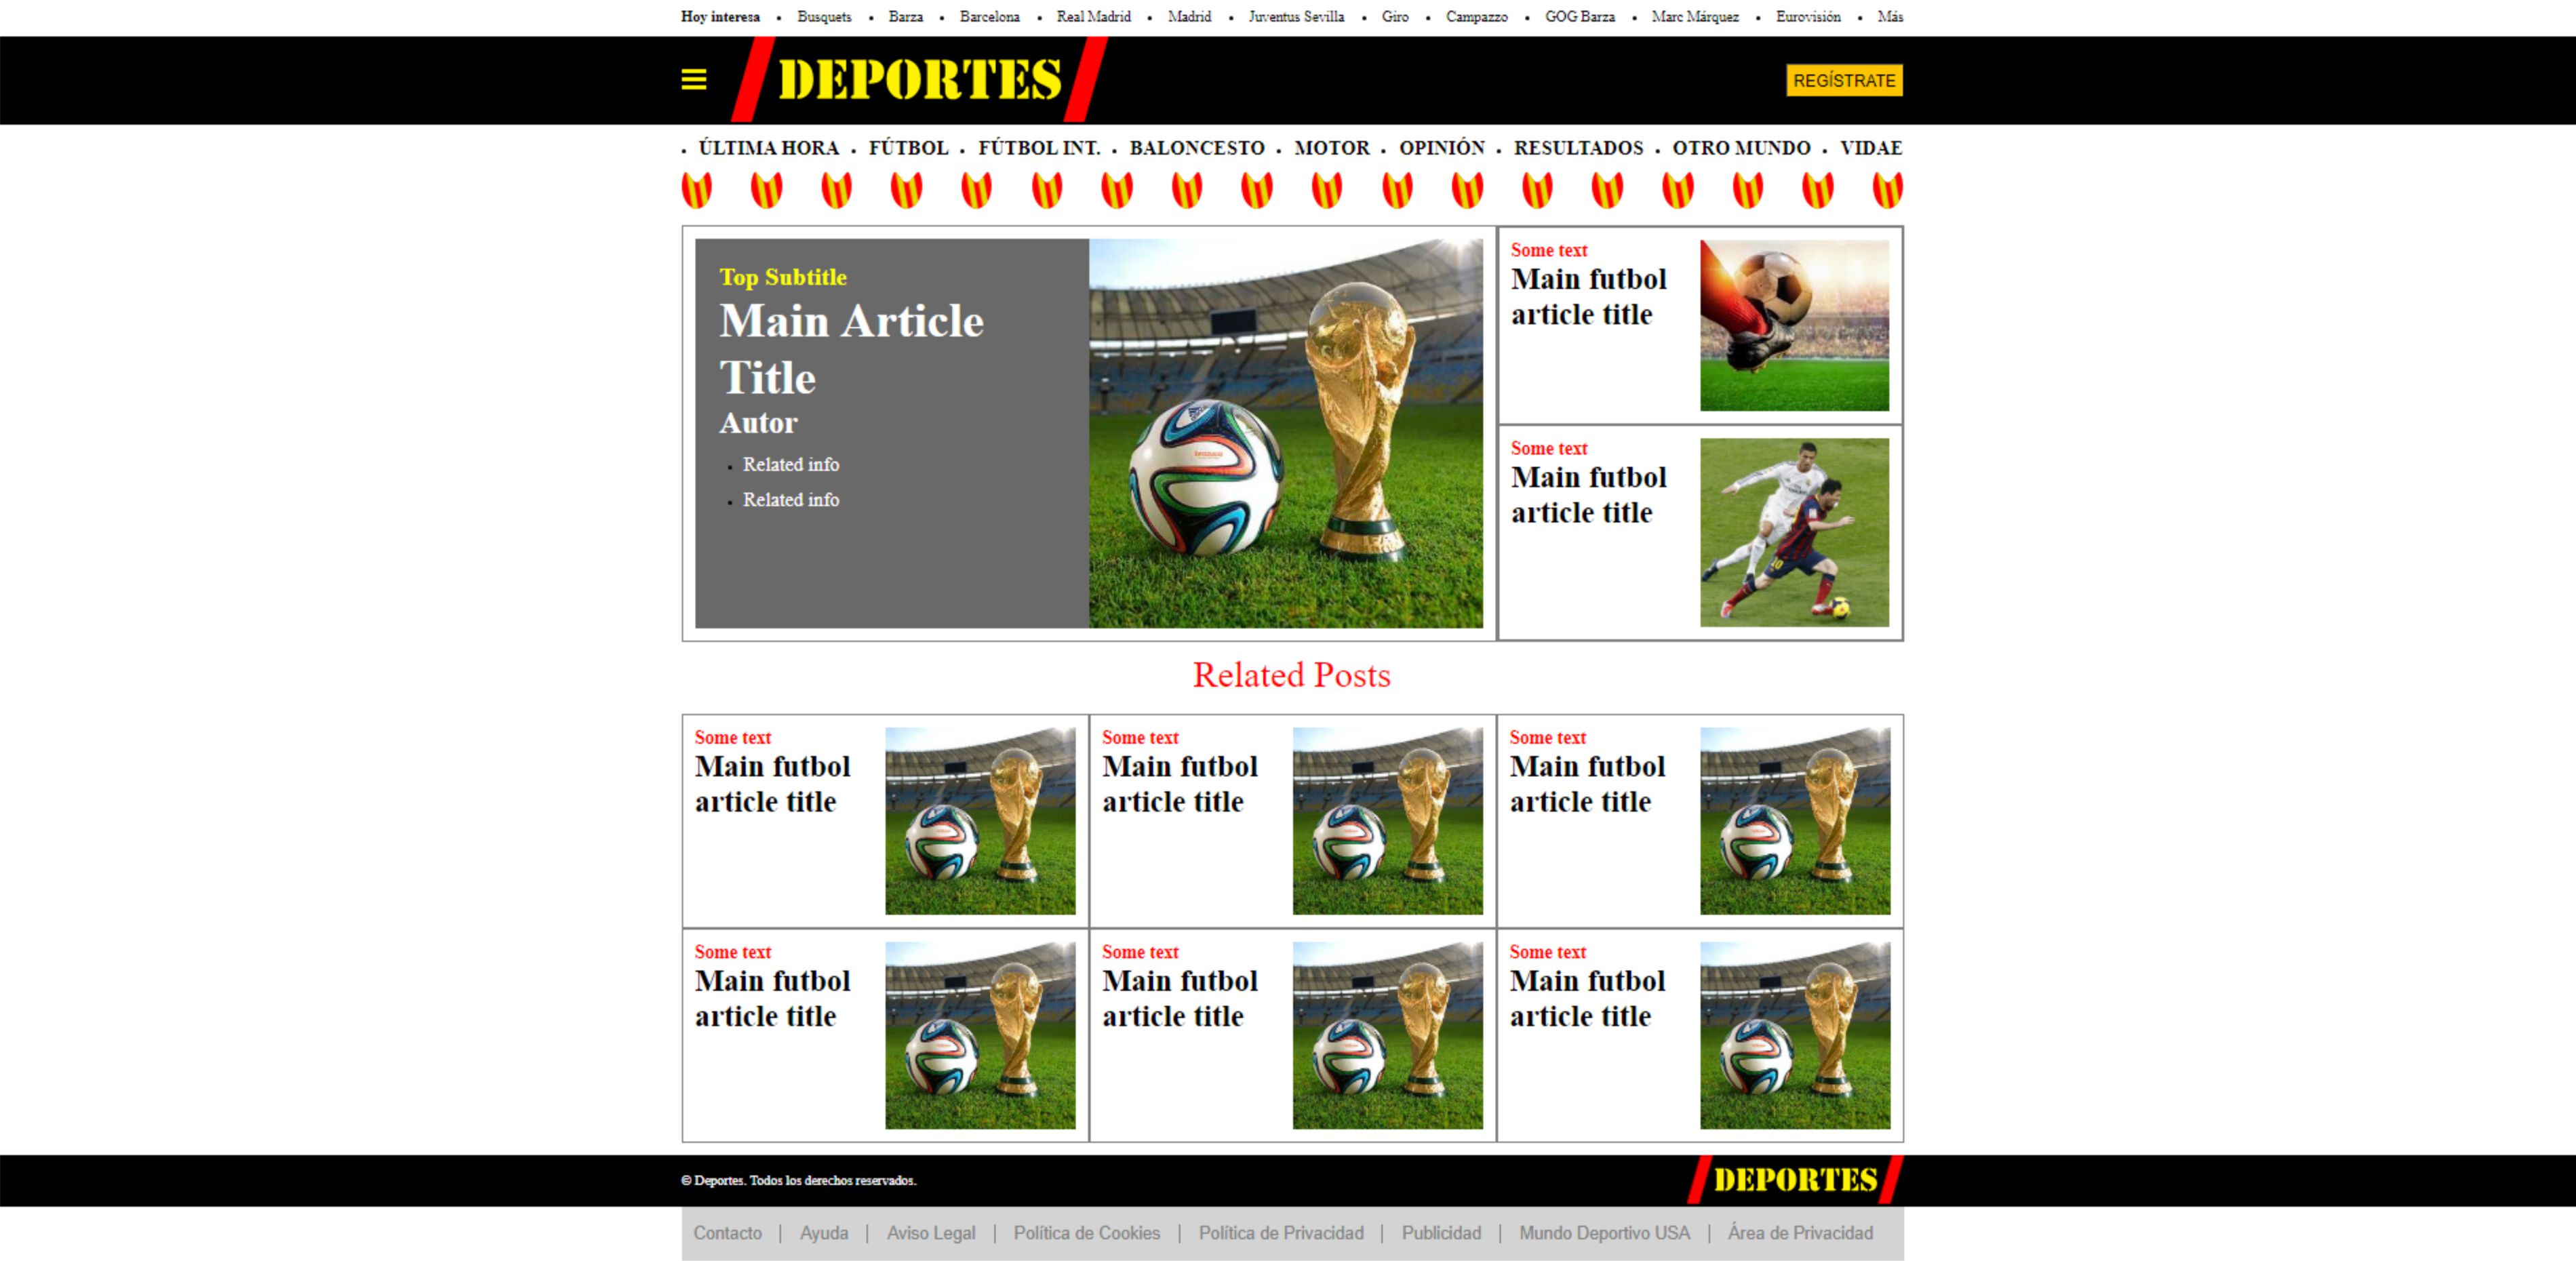 Hoy interesa • Busquets • Barza • Barcelona • Real Madrid • Madrid • Juventus Sevilla • Giro • Campazzo • GOG Barza • Marc Márquez • Eurovisión • Más
DEPORTES
REGÍSTRATE
• ÚLTIMA HORA • FÚTBOL • FÚTBOL INT. • BALONCESTO • MOTOR • OPINIÓN • RESULTADOS • OTRO MUNDO • VIDAE
Top Subtitle
Main Article
Title
Autor
• Related info
• Related info
Some text
Main futbol
article title
Some text
Main futbol
article title
Related Posts
Some text
Main futbol
article title
Some text
Main futbol
article title
Some text
Main futbol
article title
Some text
Main futbol
article title
Some text
Main futbol
article title
Some text
Main futbol
article title
© Deportes. Todos los derechos reservados.
DEPORTES
Contacto | Ayuda | Aviso Legal | Política de Cookies | Política de Privacidad | Publicidad | Mundo Deportivo USA | Área de Privacidad